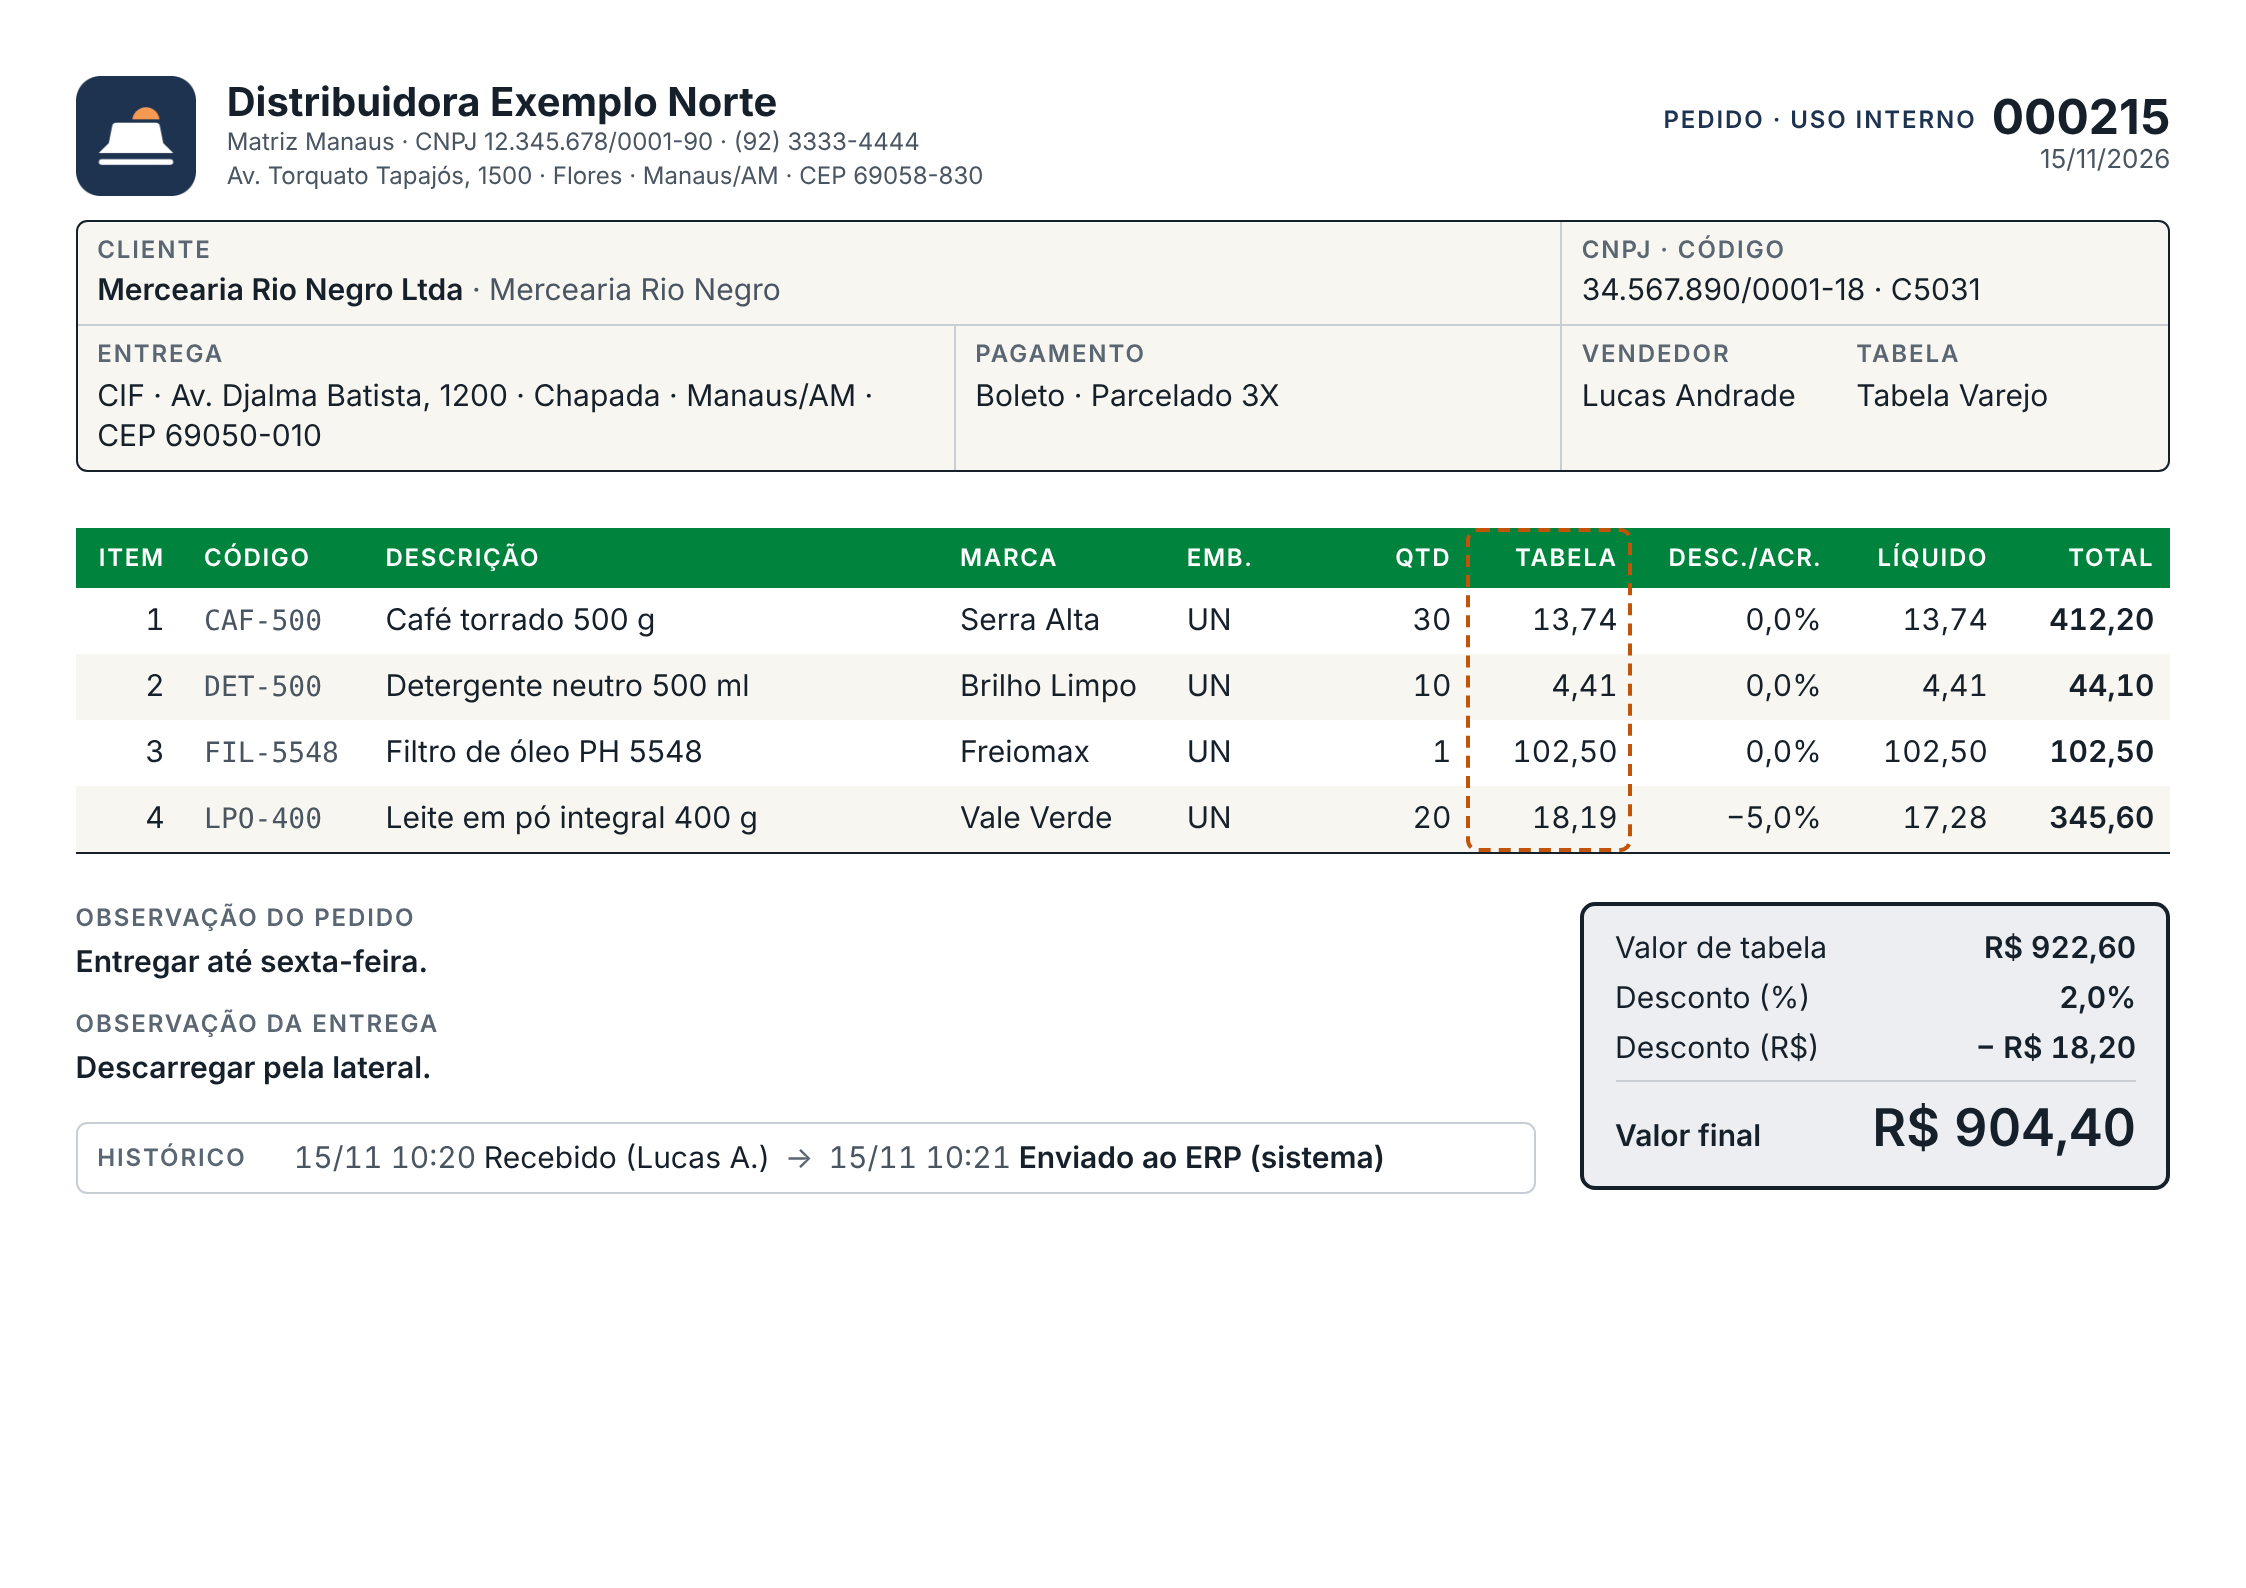 Distribuidora Exemplo Norte
Matriz Manaus · CNPJ 12.345.678/0001-90 · (92) 3333-4444
Av. Torquato Tapajós, 1500 · Flores · Manaus/AM · CEP 69058-830
PEDIDO · USO INTERNO 000215
15/11/2026
CLIENTE
Mercearia Rio Negro Ltda · Mercearia Rio Negro
CNPJ · CÓDIGO
34.567.890/0001-18 · C5031
ENTREGA
CIF · Av. Djalma Batista, 1200 · Chapada · Manaus/AM ·
CEP 69050-010
PAGAMENTO
Boleto · Parcelado 3X
VENDEDOR
Lucas Andrade
TABELA
Tabela Varejo
ITEM CÓDIGO DESCRIÇÃO MARCA EMB. QTD TABELA DESC./ACR. LÍQUIDO TOTAL
1 CAF-500 Café torrado 500 g Serra Alta UN 30 13,74 0,0% 13,74 412,20
2 DET-500 Detergente neutro 500 ml Brilho Limpo UN 10 4,41 0,0% 4,41 44,10
3 FIL-5548 Filtro de óleo PH 5548 Freiomax UN 1 102,50 0,0% 102,50 102,50
4 LPO-400 Leite em pó integral 400 g Vale Verde UN 20 18,19 −5,0% 17,28 345,60
OBSERVAÇÃO DO PEDIDO
Entregar até sexta-feira.
OBSERVAÇÃO DA ENTREGA
Descarregar pela lateral.
HISTÓRICO 15/11 10:20 Recebido (Lucas A.) → 15/11 10:21 Enviado ao ERP (sistema)
Valor de tabela R$ 922,60
Desconto (%) 2,0%
Desconto (R$) − R$ 18,20
Valor final R$ 904,40